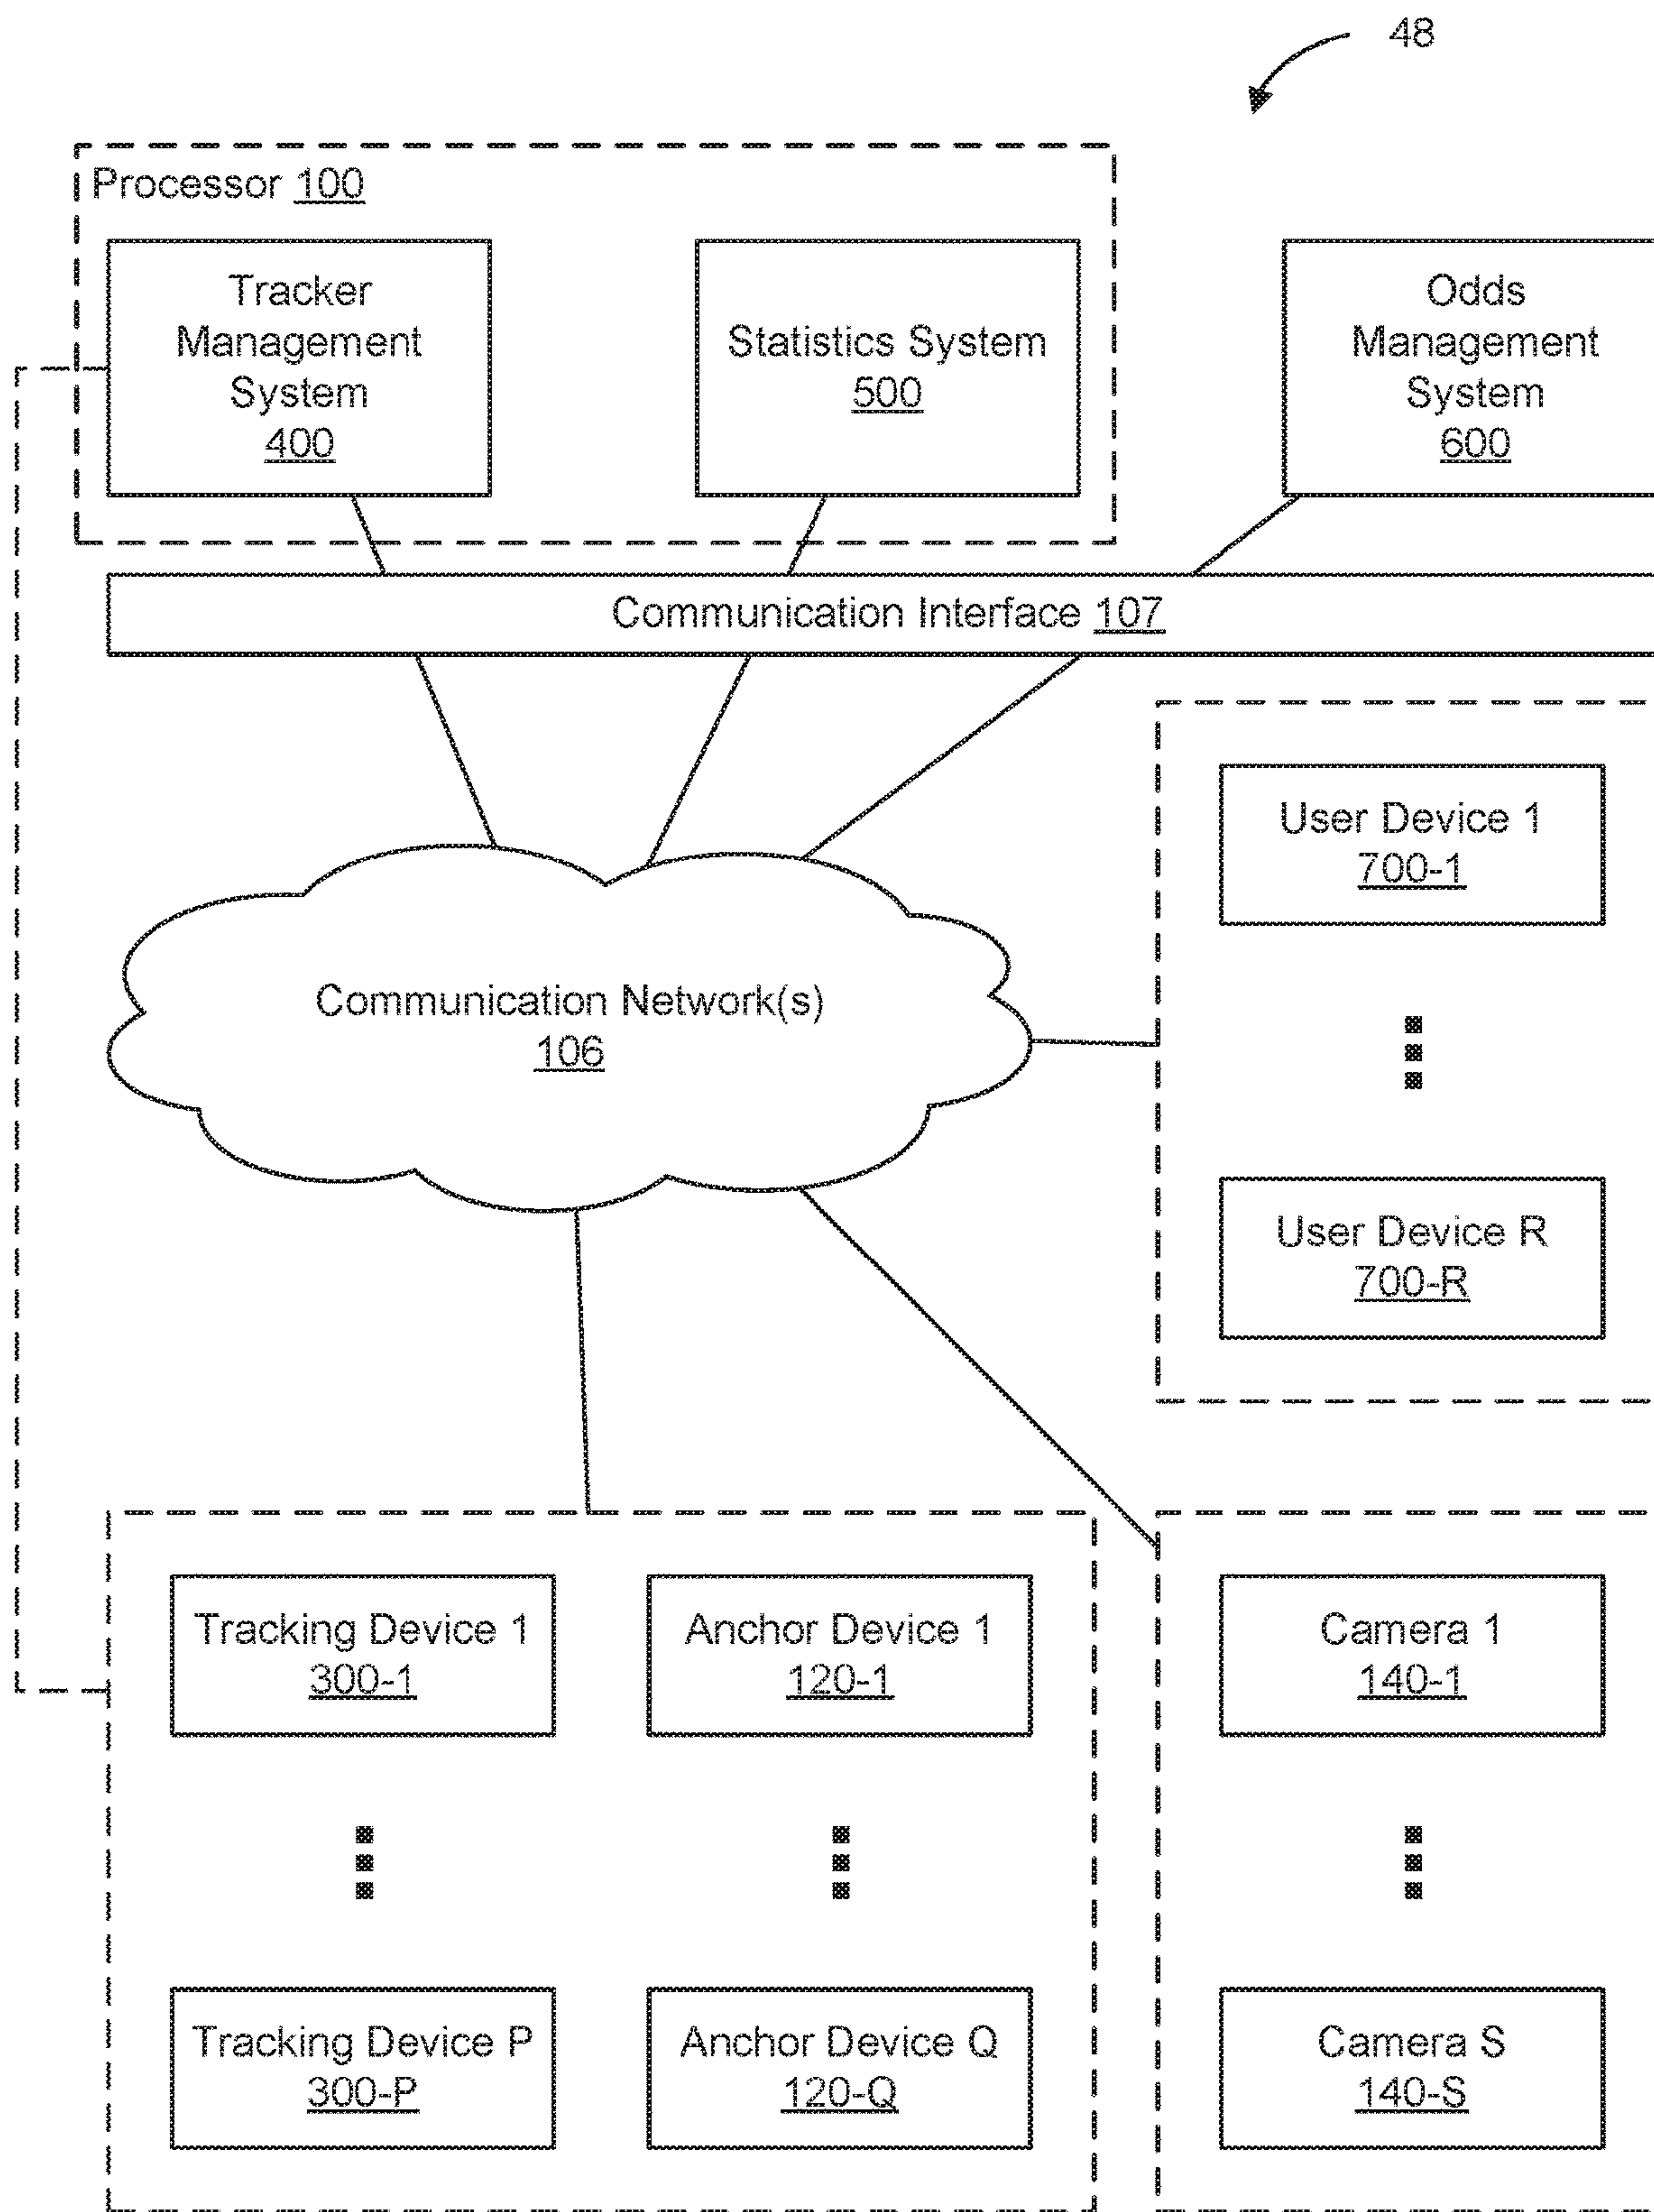 48
Processor 100
Tracker
Management
System
400
Statistics System
500
Odds
Management
System
600
Communication Interface 107
User Device 1
700-1
Communication Network(s)
106
User Device R
700-R
Tracking Device 1
300-1
Anchor Device 1
120-1
Camera 1
140-1
Tracking Device P
300-P
Anchor Device Q
120-Q
Camera S
140-S